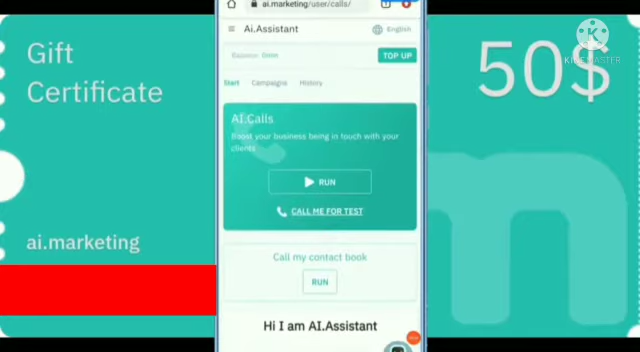 Gift
Certificate
ai.marketing
50$
KINEMASTER
ai.marketing/user/calls/
Ai.Assistant
English
TOP UP
Start Campaigns History
AI.Calls
Boost your business being in touch with your
clients
RUN
CALL ME FOR TEST
Call my contact book
RUN
Hi I am AI.Assistant